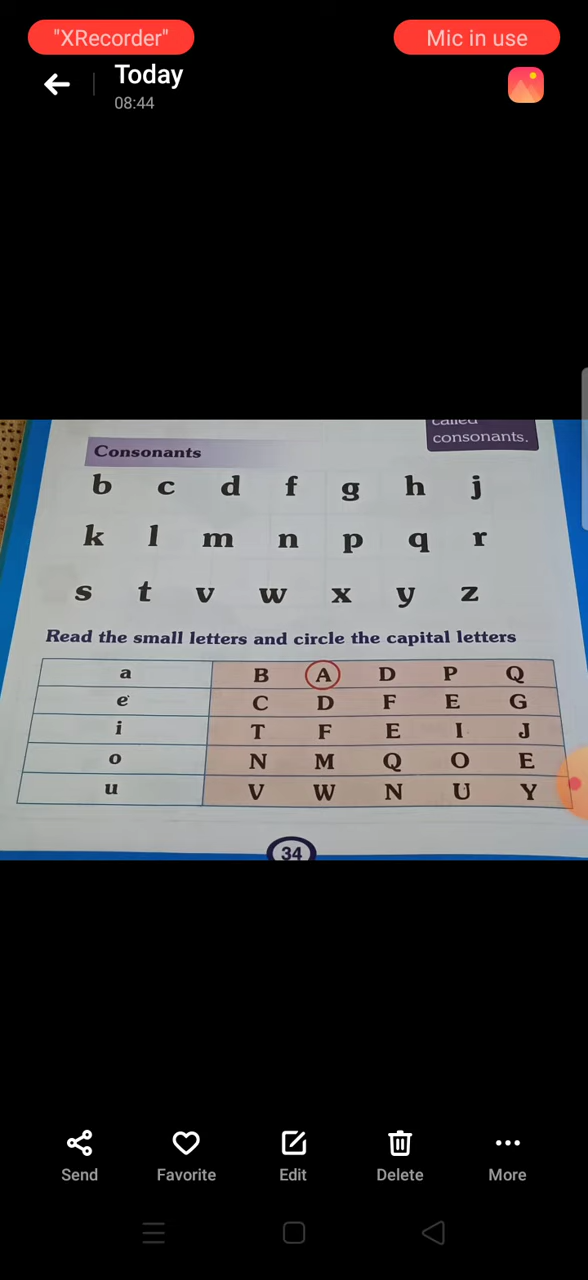 "XRecorder"
Mic in use
Today
08:44
called
consonants.
Consonants
b c d f g h j
k l m n p q r
s t v w x y z
Read the small letters and circle the capital letters
a B A D P Q
e C D F E G
i T F E I J
o N M Q O E
u V W N U Y
34
Send Favorite Edit Delete More